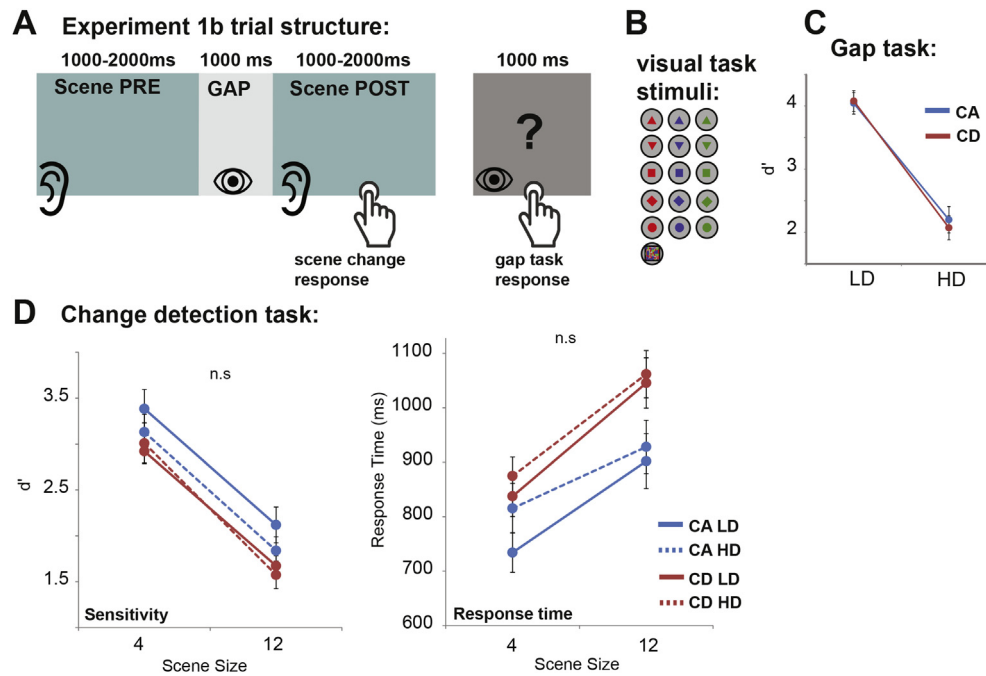 A Experiment 1b trial structure:
1000-2000ms 1000 ms 1000-2000ms 1000 ms
Scene PRE GAP Scene POST
?
scene change
response
gap task
response
B
visual task
stimuli:
C
Gap task:
4
3
2
d'
LD HD
CA
CD
D Change detection task:
n.s
3.5
2.5
1.5
d'
Sensitivity
4 12
Scene Size
n.s
1100
1000
900
800
700
600
Response Time (ms)
CA LD
CA HD
CD LD
CD HD
Response time
4 12
Scene Size